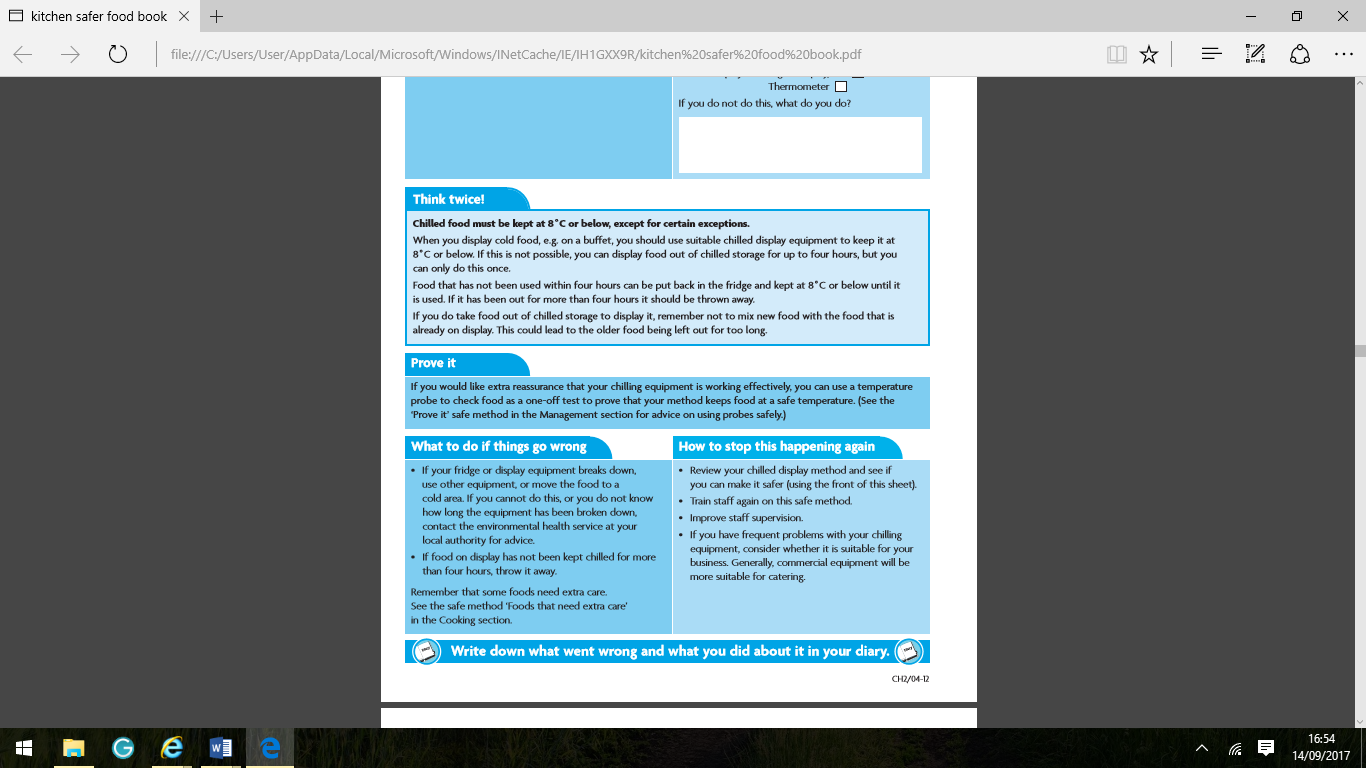 kitchen safer food book
file:///C:/Users/User/AppData/Local/Microsoft/Windows/INetCache/IE/IH1GXX9R/kitchen%20safer%20food%20book.pdf
Thermometer
If you do not do this, what do you do?
Think twice!
Chilled food must be kept at 8˚C or below, except for certain exceptions.
When you display cold food, e.g. on a buffet, you should use suitable chilled display equipment to keep it at
8˚C or below. If this is not possible, you can display food out of chilled storage for up to four hours, but you
can only do this once.
Food that has not been used within four hours can be put back in the fridge and kept at 8˚C or below until it
is used. If it has been out for more than four hours it should be thrown away.
If you do take food out of chilled storage to display it, remember not to mix new food with the food that is
already on display. This could lead to the older food being left out for too long.
Prove it
If you would like extra reassurance that your chilling equipment is working effectively, you can use a temperature
probe to check food as a one-off test to prove that your method keeps food at a safe temperature. (See the
‘Prove it’ safe method in the Management section for advice on using probes safely.)
What to do if things go wrong
• If your fridge or display equipment breaks down,
use other equipment, or move the food to a
cold area. If you cannot do this, or you do not know
how long the equipment has been broken down,
contact the environmental health service at your
local authority for advice.
• If food on display has not been kept chilled for more
than four hours, throw it away.
Remember that some foods need extra care.
See the safe method ‘Foods that need extra care’
in the Cooking section.
How to stop this happening again
• Review your chilled display method and see if
you can make it safer (using the front of this sheet).
• Train staff again on this safe method.
• Improve staff supervision.
• If you have frequent problems with your chilling
equipment, consider whether it is suitable for your
business. Generally, commercial equipment will be
more suitable for catering.
Write down what went wrong and what you did about it in your diary.
CH2/04-12
16:54
14/09/2017